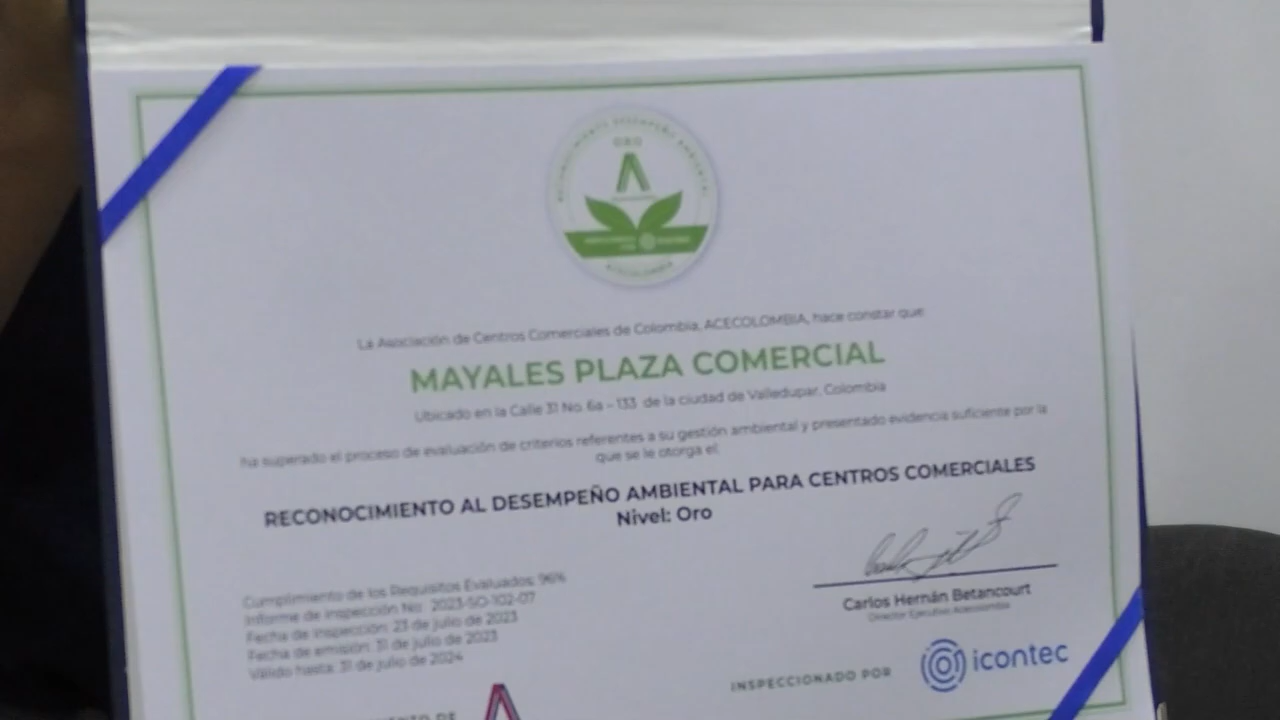 RECONOCIMIENTO DESEMPEÑO AMBIENTAL
ORO
ACECOLOMBIA
La Asociación de Centros Comerciales de Colombia, ACECOLOMBIA, hace constar que
MAYALES PLAZA COMERCIAL
Ubicado en la Calle 31 No. 6a – 133 de la ciudad de Valledupar, Colombia
ha superado el proceso de evaluación de criterios referentes a su gestión ambiental y presentado evidencia suficiente por la
que se le otorga el:
RECONOCIMIENTO AL DESEMPEÑO AMBIENTAL PARA CENTROS COMERCIALES
Nivel: Oro
Cumplimiento de los Requisitos Evaluados: 96%
Informe de Inspección No. 2023-SO-102-07
Fecha de Inspección: 23 de julio de 2023
Fecha de emisión: 31 de julio de 2023
Válido hasta: 31 de julio de 2024
Carlos Hernán Betancourt
Director Ejecutivo Acecolombia
INSPECCIONADO POR
icontec
DE